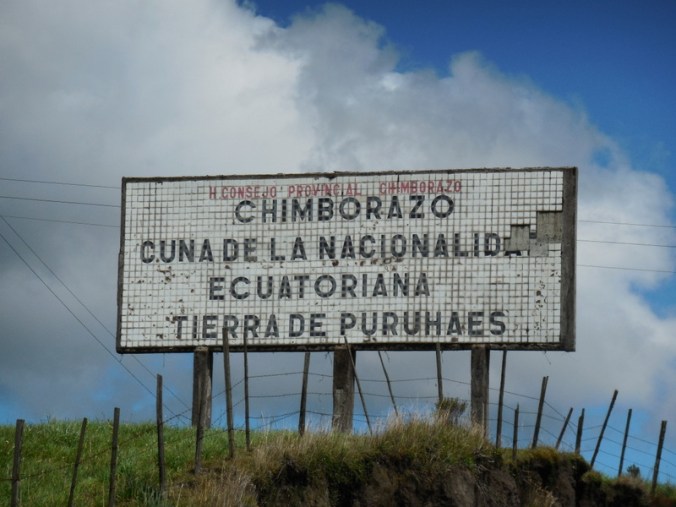 H. CONSEJO PROVINCIAL CHIMBORAZO
CHIMBORAZO
CUNA DE LA NACIONALIDA
ECUATORIANA
TIERRA DE PURUHAES